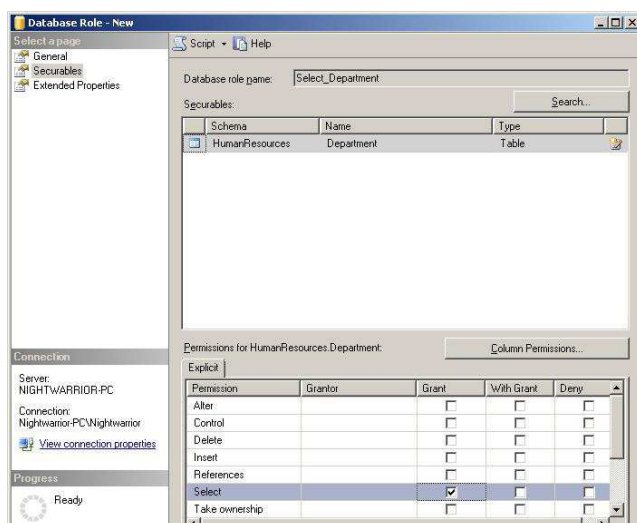 Database Role - New
Select a page
General
Securables
Extended Properties
Script
Help
Database role name:
Select_Department
Securables:
Search...
Schema
Name
Type
HumanResources
Department
Table
Permissions for HumanResources.Department:
Column Permissions...
Explicit
Permission
Grantor
Grant
With Grant
Deny
Alter
Control
Delete
Insert
References
Select
Take ownership
Connection
Server:
NIGHTWARRIOR-PC
Connection:
Nightwarrior-PC\Nightwarrior
View connection properties
Progress
Ready